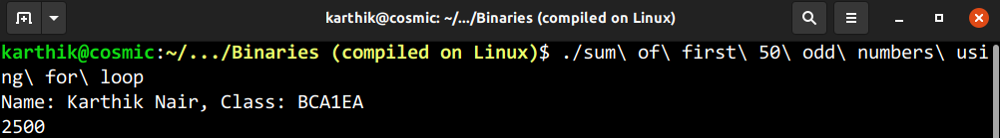 karthik@cosmic: ~/.../Binaries (compiled on Linux)
karthik@cosmic:~/.../Binaries (compiled on Linux)$ ./sum\ of\ first\ 50\ odd\ numbers\ usi
ng\ for\ loop
Name: Karthik Nair, Class: BCA1EA
2500